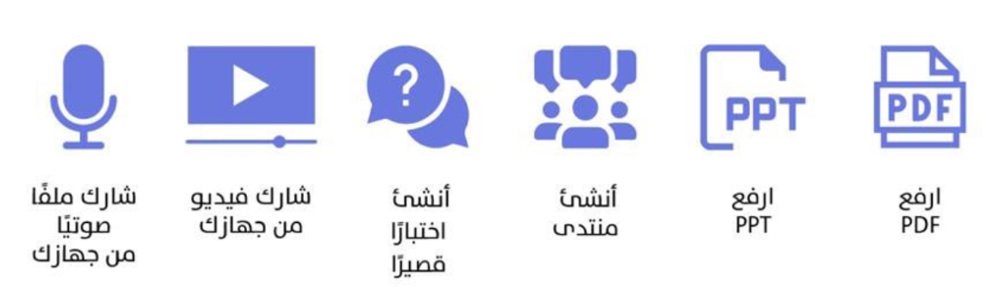 PDF
ارفع
PDF
PPT
ارفع
PPT
أنشئ
منتدى
?
أنشئ
اختبارًا
قصيرًا
شارك فيديو
من جهازك
شارك ملفًا
صوتيًا
من جهازك